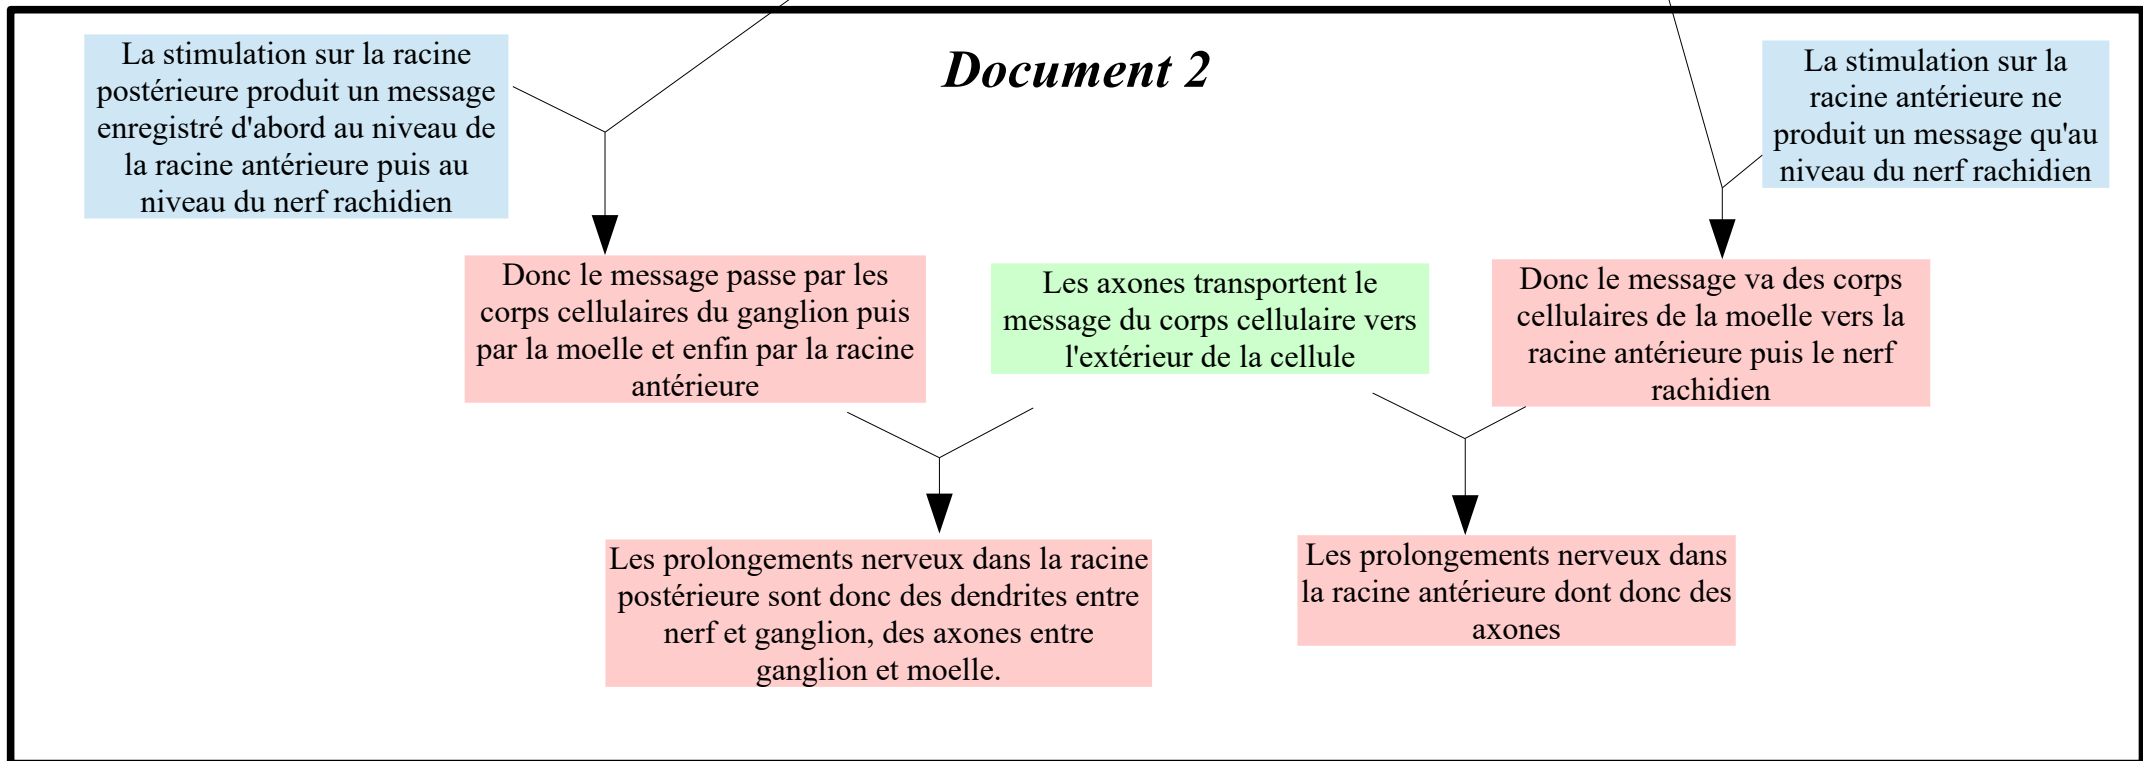 Document 2
La stimulation sur la racine
postérieure produit un message
enregistré d'abord au niveau de
la racine antérieure puis au
niveau du nerf rachidien
La stimulation sur la
racine antérieure ne
produit un message qu'au
niveau du nerf rachidien
Donc le message passe par les
corps cellulaires du ganglion puis
par la moelle et enfin par la racine
antérieure
Les axones transportent le
message du corps cellulaire vers
l'extérieur de la cellule
Donc le message va des corps
cellulaires de la moelle vers la
racine antérieure puis le nerf
rachidien
Les prolongements nerveux dans la racine
postérieure sont donc des dendrites entre
nerf et ganglion, des axones entre
ganglion et moelle.
Les prolongements nerveux dans
la racine antérieure dont donc des
axones